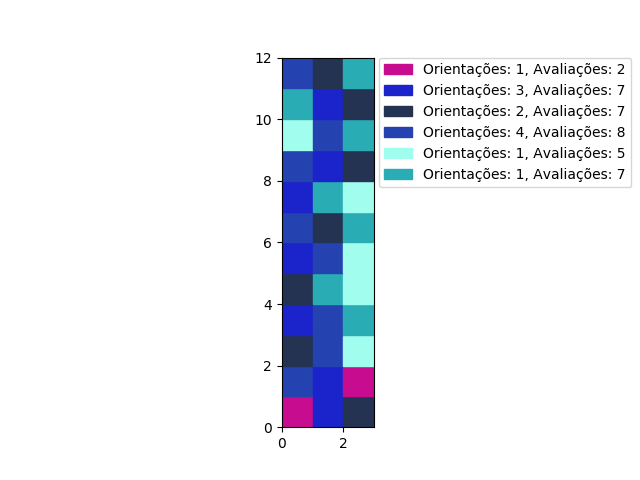 12
10
8
6
4
2
0
0 2
Orientações: 1, Avaliações: 2
Orientações: 3, Avaliações: 7
Orientações: 2, Avaliações: 7
Orientações: 4, Avaliações: 8
Orientações: 1, Avaliações: 5
Orientações: 1, Avaliações: 7